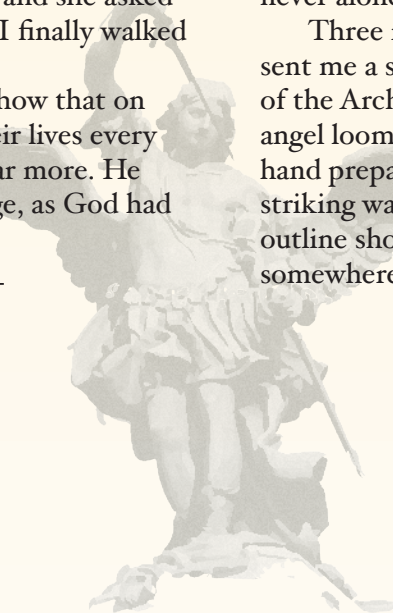 and she asked
I finally walked
how that on
eir lives every
ar more. He
ge, as God had
never alone
Three
sent me a s
of the Arch
angel loom
hand prepa
striking wa
outline sho
somewhere